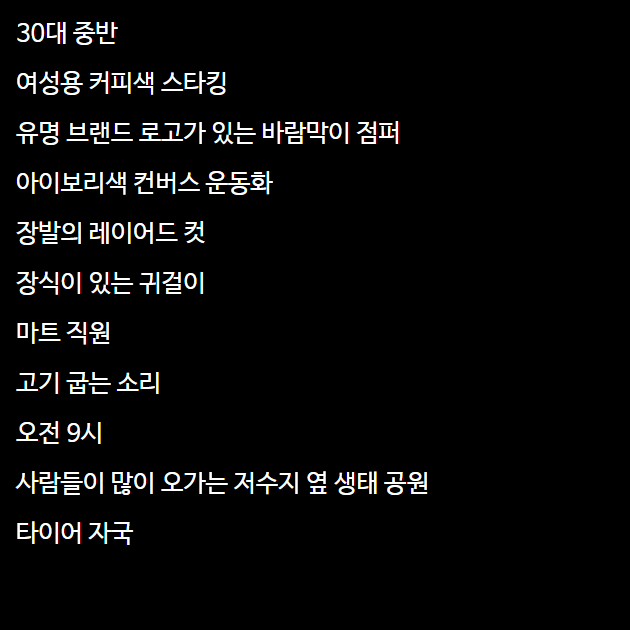 30대 중반
여성용 커피색 스타킹
유명 브랜드 로고가 있는 바람막이 점퍼
아이보리색 컨버스 운동화
장발의 레이어드 컷
장식이 있는 귀걸이
마트 직원
고기 굽는 소리
오전 9시
사람들이 많이 오가는 저수지 옆 생태 공원
타이어 자국